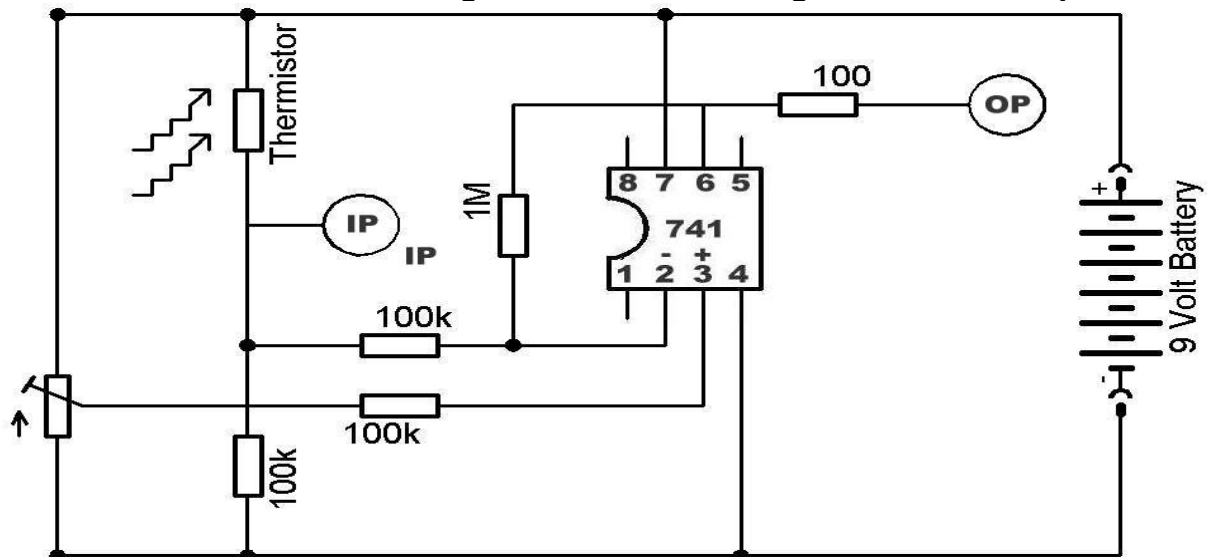 Thermistor
100
OP
IP
IP
1M
8 7 6 5
741
- +
1 2 3 4
100k
100k
100k
+
9 Volt Battery
-